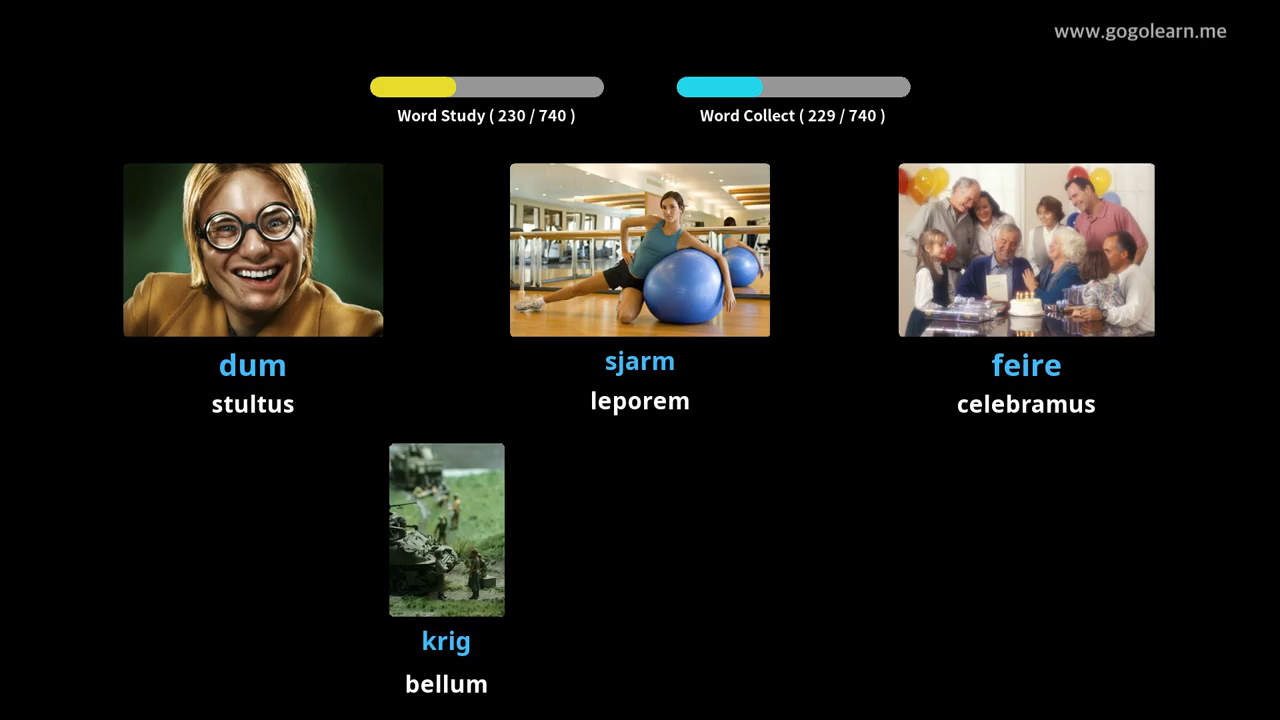 www.gogolearn.me
Word Study ( 230 / 740 )
Word Collect ( 229 / 740 )
dum
stultus
sjarm
leporem
feire
celebramus
krig
bellum